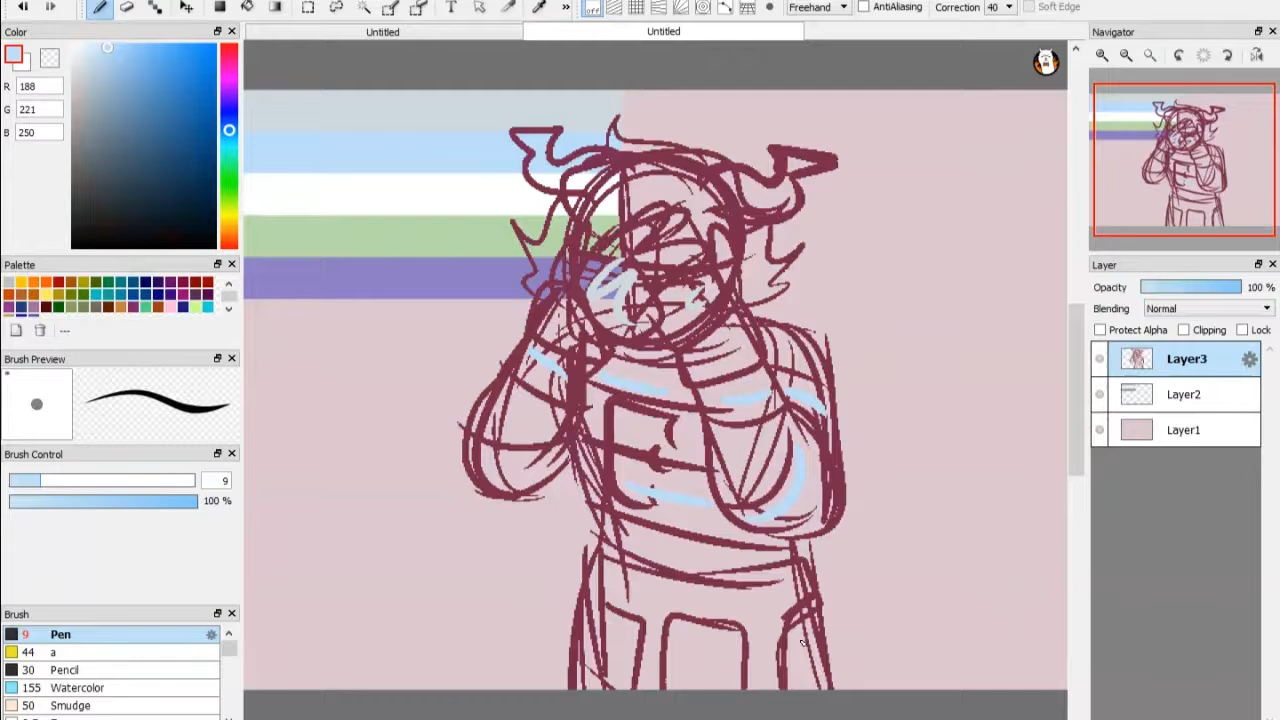 T
»
off
Freehand
AntiAliasing
Correction 40
Soft Edge
Color
Untitled
Untitled
Navigator
R 188
G 221
B 250
Palette
---
Brush Preview
Brush Control
9
100 %
Brush
9 Pen
44 a
30 Pencil
155 Watercolor
50 Smudge
Layer
Opacity 100 %
Blending Normal
Protect Alpha Clipping Lock
Layer3
Layer2
Layer1